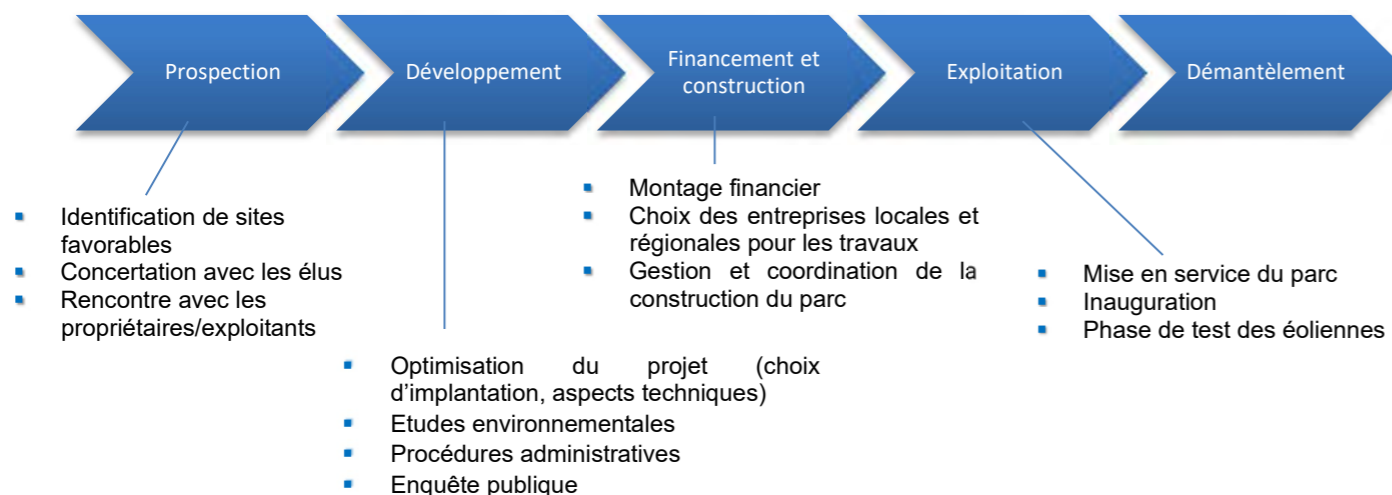 Prospection
Développement
Financement et
construction
Exploitation
Démantèlement
Identification de sites
favorables
Concertation avec les élus
Rencontre avec les
propriétaires/exploitants
Optimisation du projet (choix
d’implantation, aspects techniques)
Etudes environnementales
Procédures administratives
Enquête publique
Montage financier
Choix des entreprises locales et
régionales pour les travaux
Gestion et coordination de la
construction du parc
Mise en service du parc
Inauguration
Phase de test des éoliennes